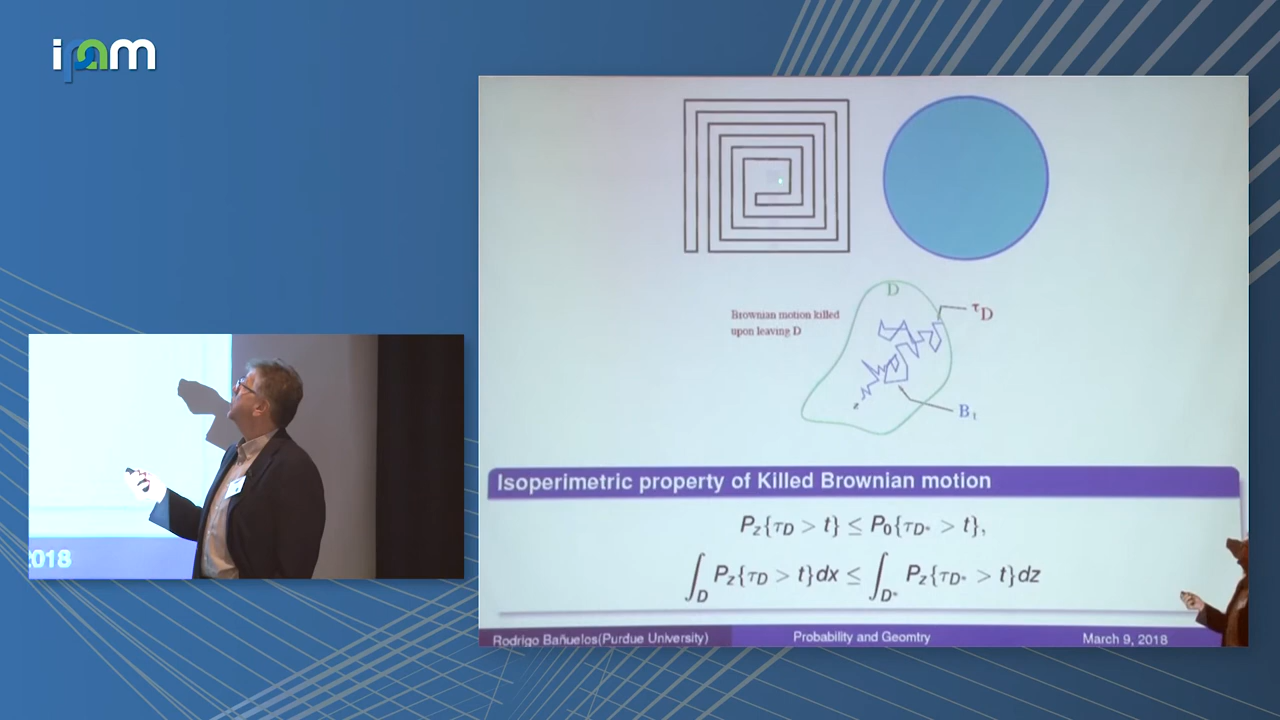 ipam
D
τD
Brownian motion killed
upon leaving D
z
Bt
Isoperimetric property of Killed Brownian motion
Pz{τD > t} ≤ P0{τD* > t},
∫D Pz{τD > t}dx ≤ ∫D* Pz{τD* > t}dz
Rodrigo Bañuelos(Purdue University) Probability and Geomtry March 9, 2018
2018